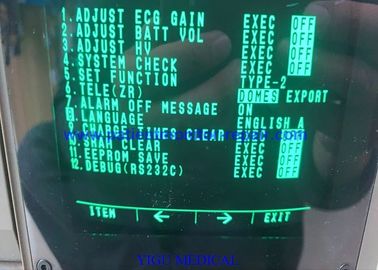 1.ADJUST ECG GAIN EXEC OFF
2.ADJUST BATT VOL EXEC OFF
3.ADJUST HV EXEC OFF
4.SYSTEM CHECK EXEC OFF
5.SET FUNCTION TYPE-2
6.TELE(ZR) DOMES EXPORT
7.ALARM OFF MESSAGE ON
8.LANGUAGE ENGLISH A
EXEC OFF
10.SRAM CLEAR EXEC OFF
11.EEPROM SAVE EXEC OFF
12.DEBUG(RS232C) EXEC OFF
ITEM ← → EXIT
YIGU MEDICAL